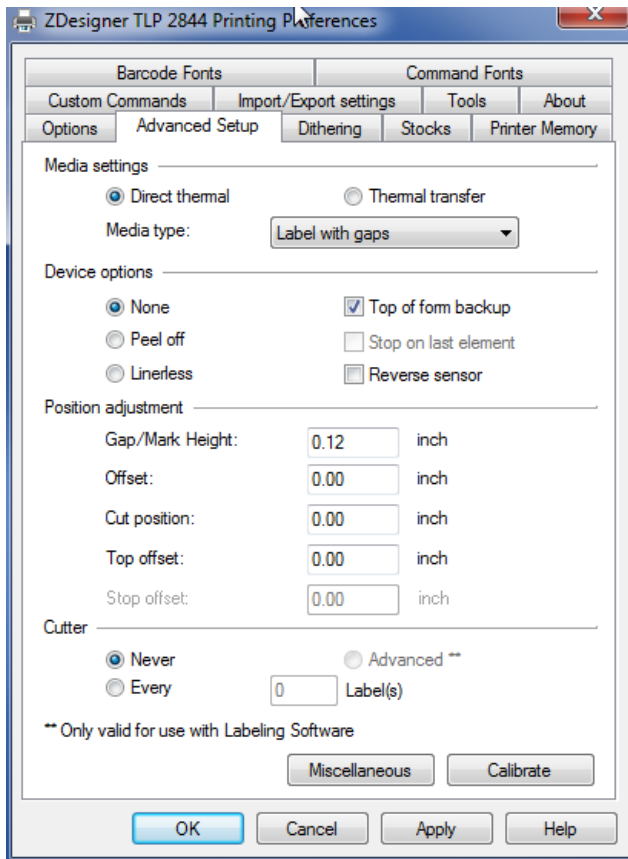 ZDesigner TLP 2844 Printing Preferences
Barcode Fonts Command Fonts
Custom Commands Import/Export settings Tools About
Options Advanced Setup Dithering Stocks Printer Memory
Media settings
Direct thermal Thermal transfer
Media type: Label with gaps
Device options
None Top of form backup
Peel off Stop on last element
Linerless Reverse sensor
Position adjustment
Gap/Mark Height: 0.12 inch
Offset: 0.00 inch
Cut position: 0.00 inch
Top offset: 0.00 inch
Stop offset: 0.00 inch
Cutter
Never Advanced **
Every 0 Label(s)
** Only valid for use with Labeling Software
Miscellaneous Calibrate
OK Cancel Apply Help